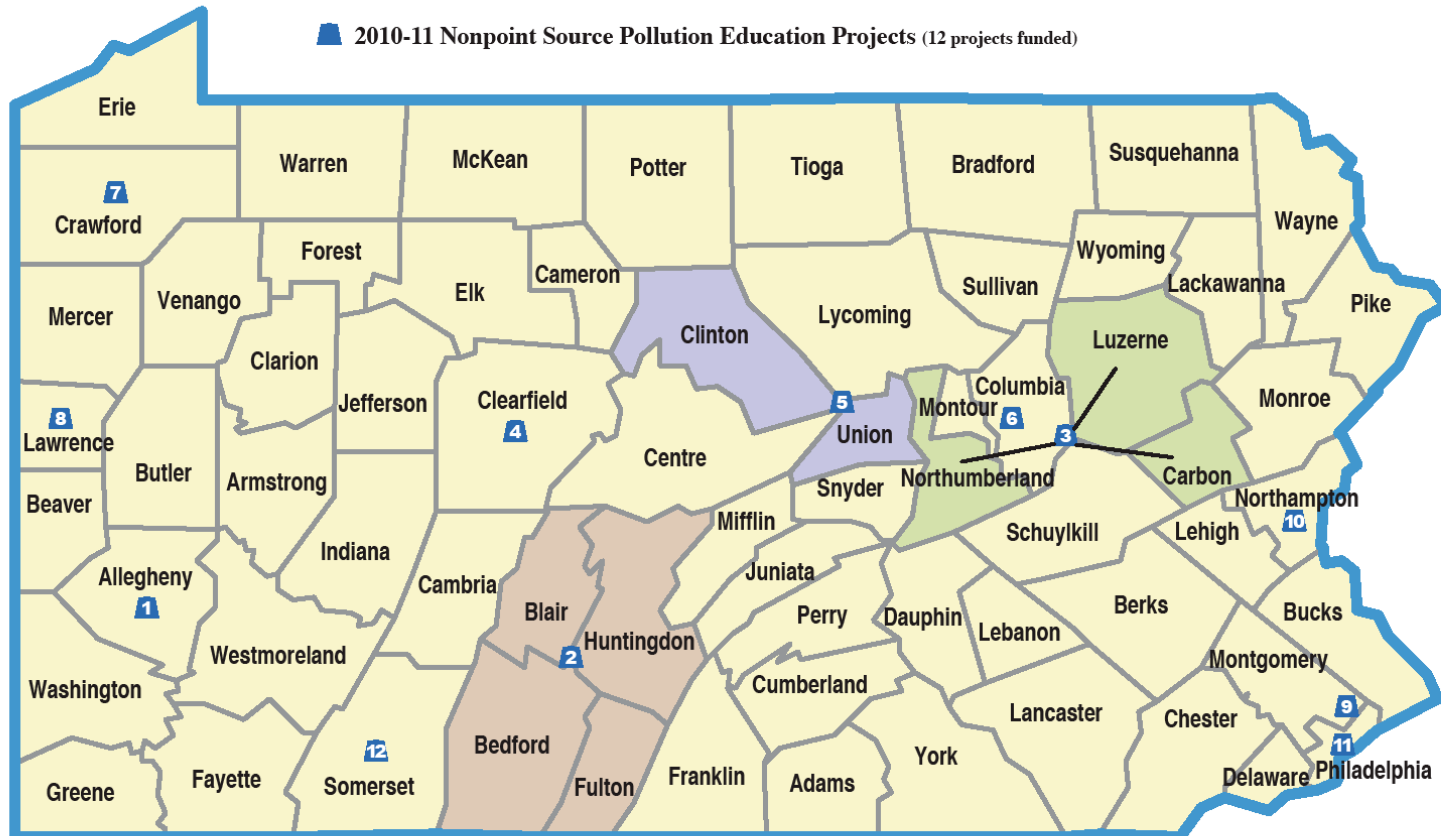 2010-11 Nonpoint Source Pollution Education Projects (12 projects funded)
Erie
Warren
McKean
Potter
Tioga
Bradford
Susquehanna
7
Crawford
Wayne
Forest
Wyoming
Cameron
Elk
Venango
Sullivan
Lackawanna
Mercer
Lycoming
Pike
Clinton
Luzerne
Clarion
Columbia
Jefferson
Clearfield
Monroe
5
Montour
6
8
Lawrence
4
Union
3
Centre
Butler
Armstrong
Snyder
Northumberland
Carbon
Beaver
Northampton
Mifflin
10
Schuylkill
Lehigh
Indiana
Allegheny
Juniata
Cambria
1
Blair
Perry
Dauphin
Berks
Bucks
Lebanon
Huntingdon
Westmoreland
2
Montgomery
Washington
Cumberland
9
Lancaster
Chester
Bedford
12
11
York
Fayette
Somerset
Fulton
Franklin
Adams
Delaware
Philadelphia
Greene